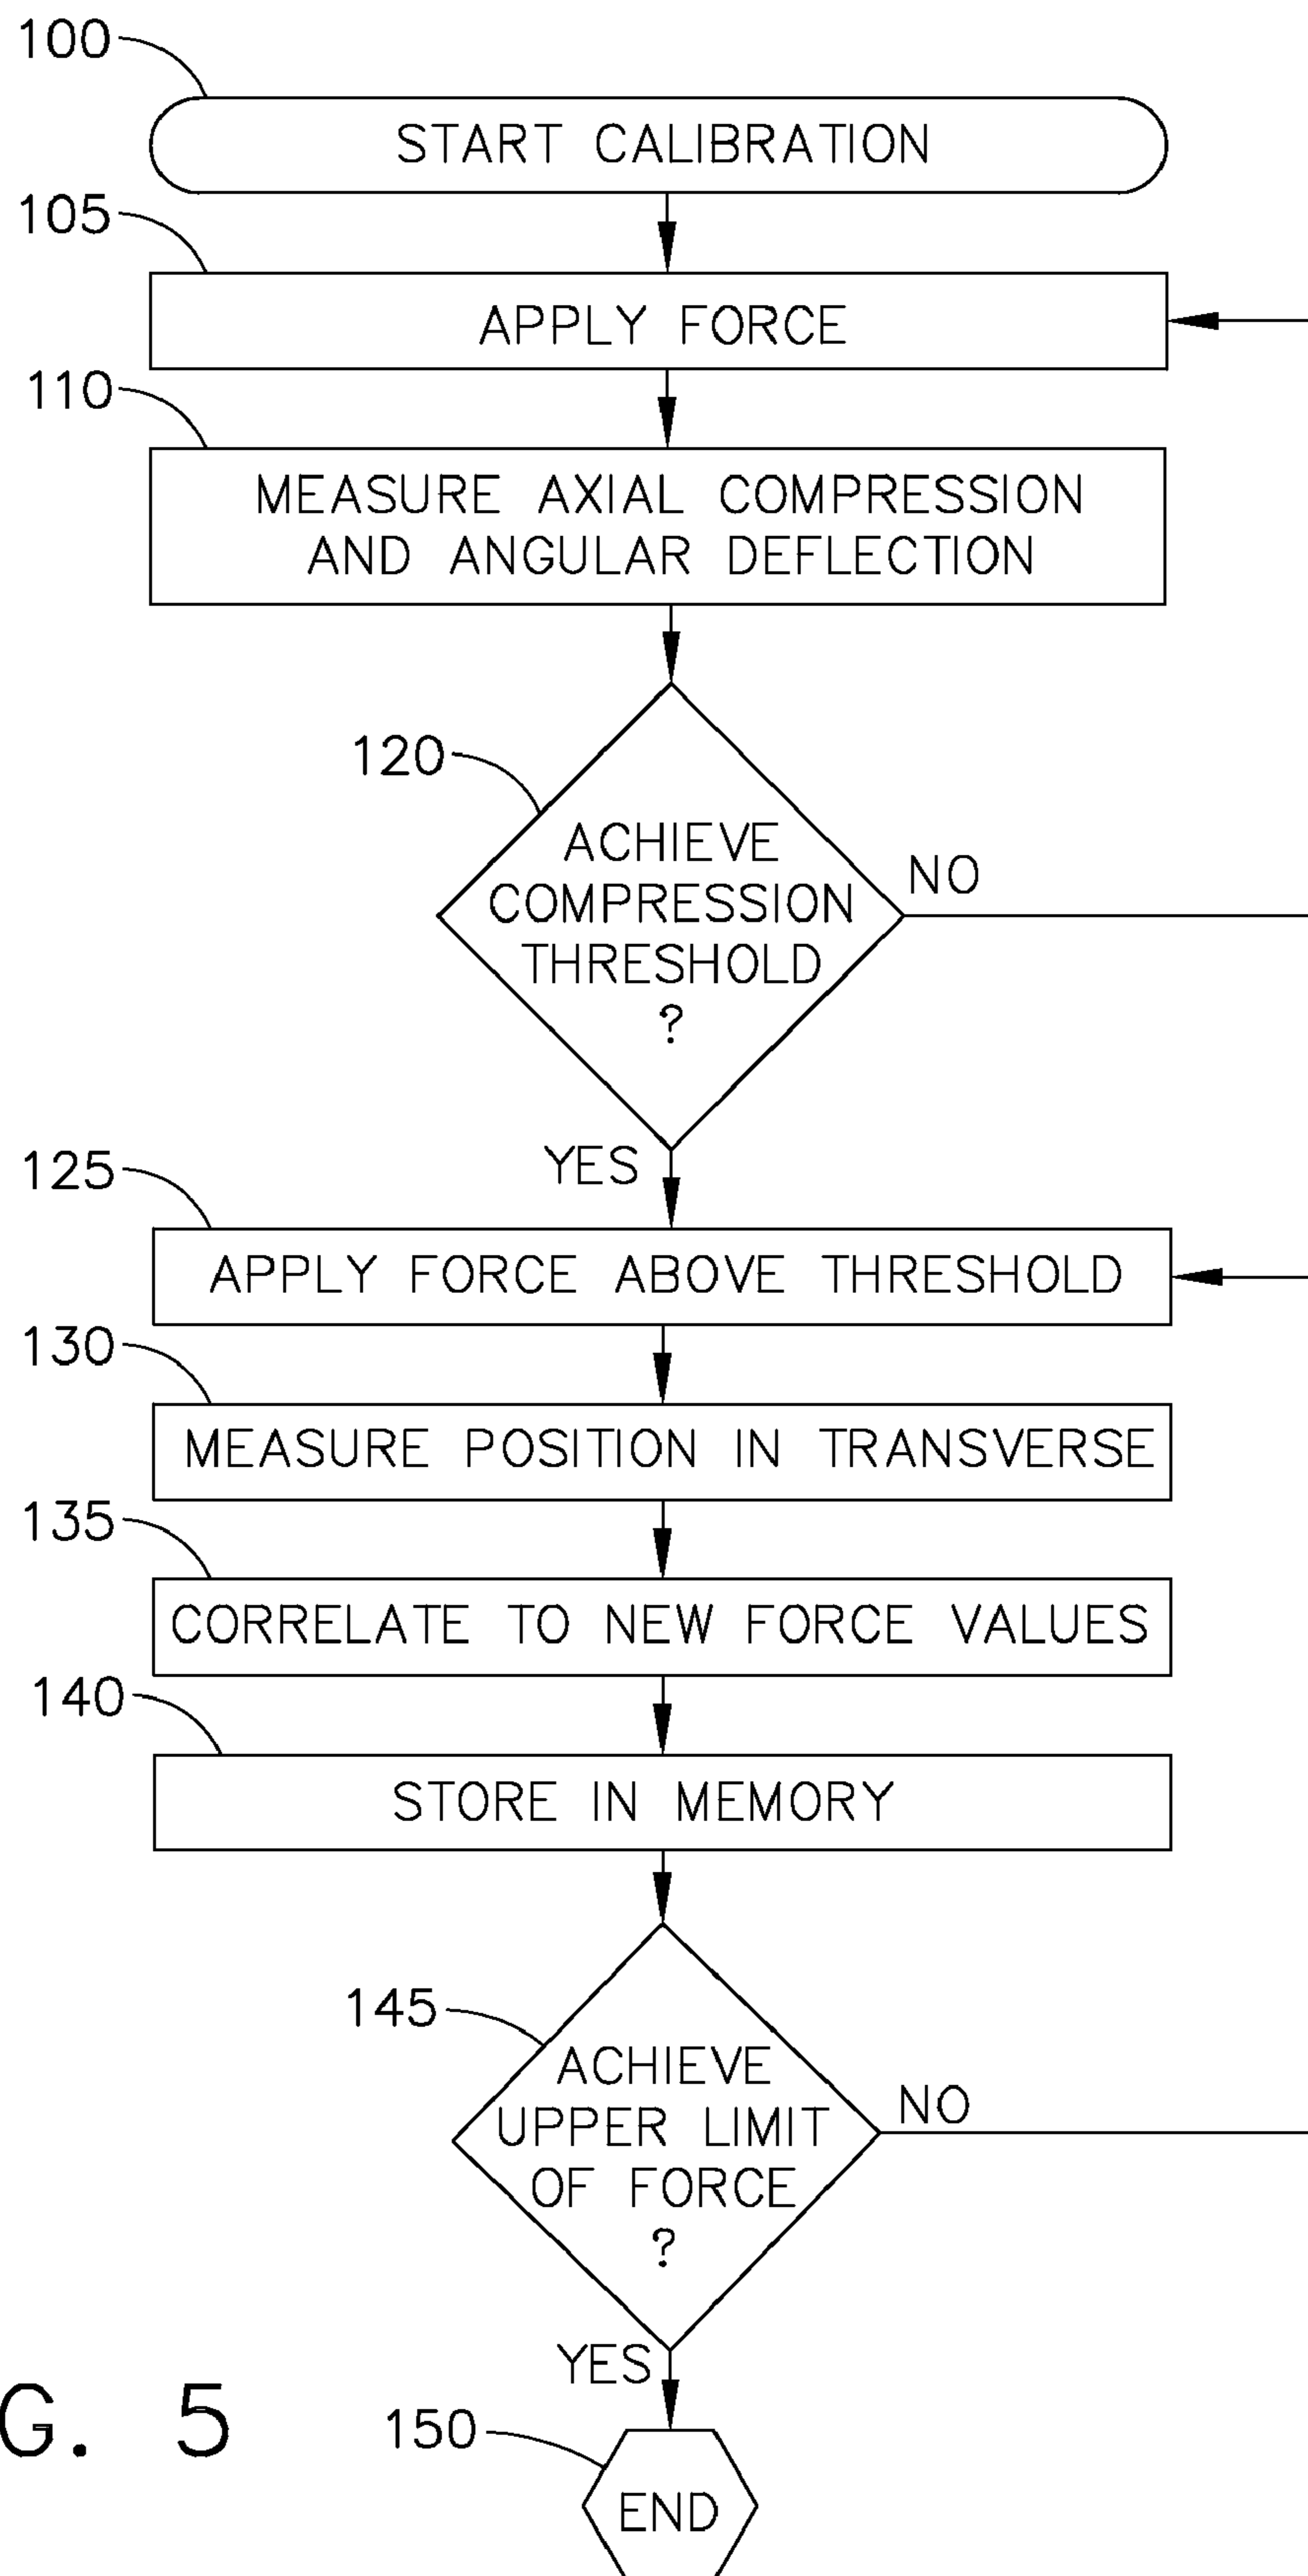 100
START CALIBRATION
105
APPLY FORCE
110
MEASURE AXIAL COMPRESSION
AND ANGULAR DEFLECTION
120
ACHIEVE
COMPRESSION
THRESHOLD
?
NO
YES
125
APPLY FORCE ABOVE THRESHOLD
130
MEASURE POSITION IN TRANSVERSE
135
CORRELATE TO NEW FORCE VALUES
140
STORE IN MEMORY
145
ACHIEVE
UPPER LIMIT
OF FORCE
?
NO
YES
G. 5
150
END